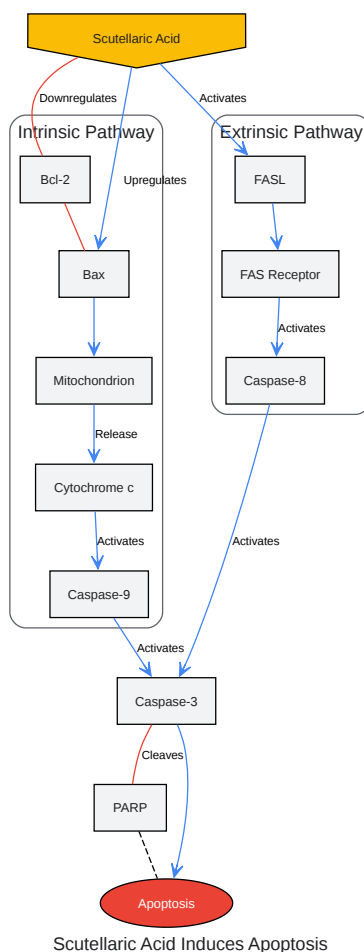 Scutellaric Acid
Downregulates
Activates
Intrinsic Pathway
Extrinsic Pathway
Bcl-2
Upregulates
FASL
Bax
FAS Receptor
Activates
Mitochondrion
Caspase-8
Release
Cytochrome c
Activates
Activates
Caspase-9
Activates
Caspase-3
Cleaves
PARP
Apoptosis
Scutellaric Acid Induces Apoptosis